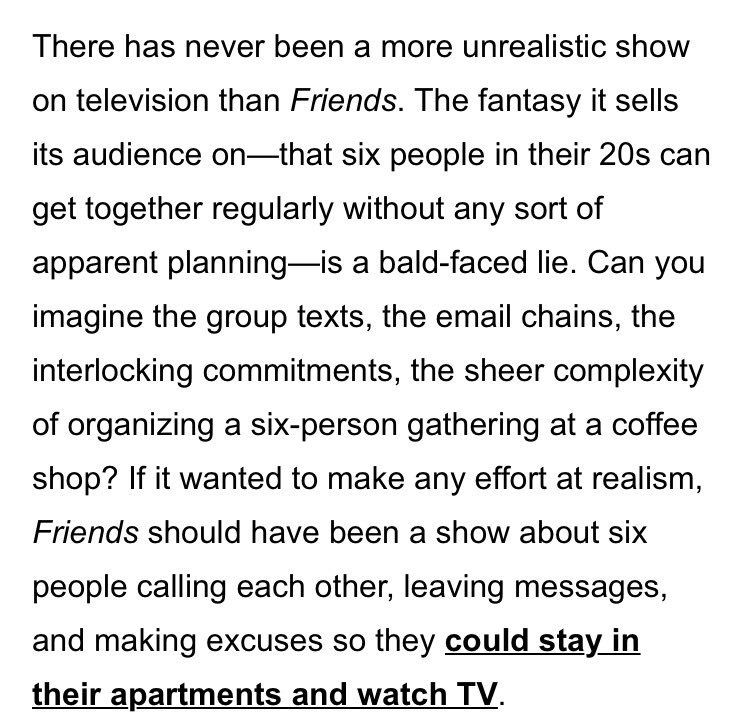 There has never been a more unrealistic show
on television than Friends. The fantasy it sells
its audience on—that six people in their 20s can
get together regularly without any sort of
apparent planning—is a bald-faced lie. Can you
imagine the group texts, the email chains, the
interlocking commitments, the sheer complexity
of organizing a six-person gathering at a coffee
shop? If it wanted to make any effort at realism,
Friends should have been a show about six
people calling each other, leaving messages,
and making excuses so they could stay in
their apartments and watch TV.